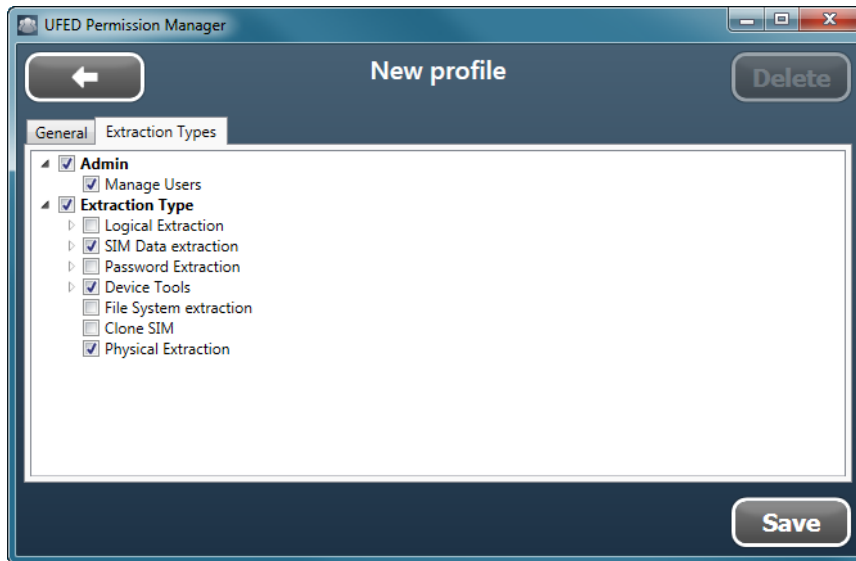 UFED Permission Manager
New profile
Delete
General Extraction Types
Admin
Manage Users
Extraction Type
Logical Extraction
SIM Data extraction
Password Extraction
Device Tools
File System extraction
Clone SIM
Physical Extraction
Save